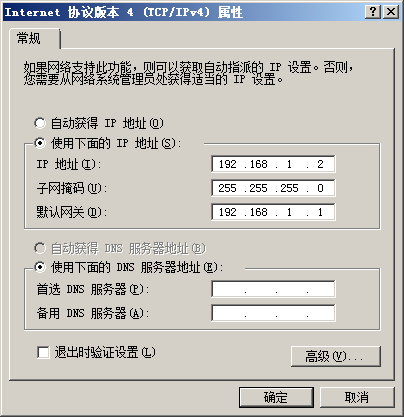 Internet 协议版本 4 (TCP/IPv4) 属性
常规
如果网络支持此功能，则可以获取自动指派的 IP 设置。否则，
您需要从网络系统管理员处获得适当的 IP 设置。
自动获得 IP 地址(O)
使用下面的 IP 地址(S):
IP 地址(I): 192 .168 . 1 . 2
子网掩码(U): 255 .255 .255 . 0
默认网关(D): 192 .168 . 1 . 1
自动获得 DNS 服务器地址(B)
使用下面的 DNS 服务器地址(E):
首选 DNS 服务器(P): . . .
备用 DNS 服务器(A): . . .
退出时验证设置(L)
高级(V)...
确定 取消